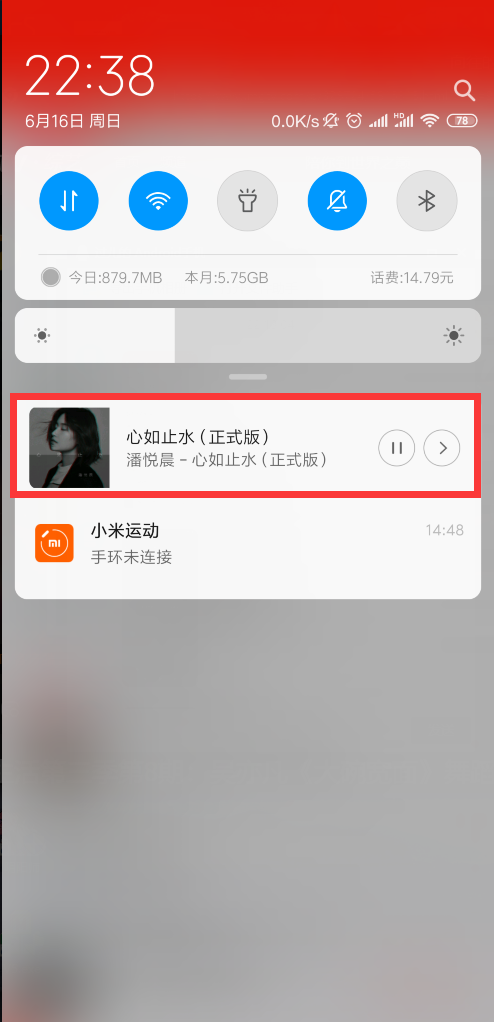 22:38
6月16日 周日
0.0K/s HD 78
今日:879.7MB 本月:5.75GB 话费:14.79元
心如止水 (正式版)
潘悦晨 - 心如止水 (正式版)
小米运动 14:48
手环未连接